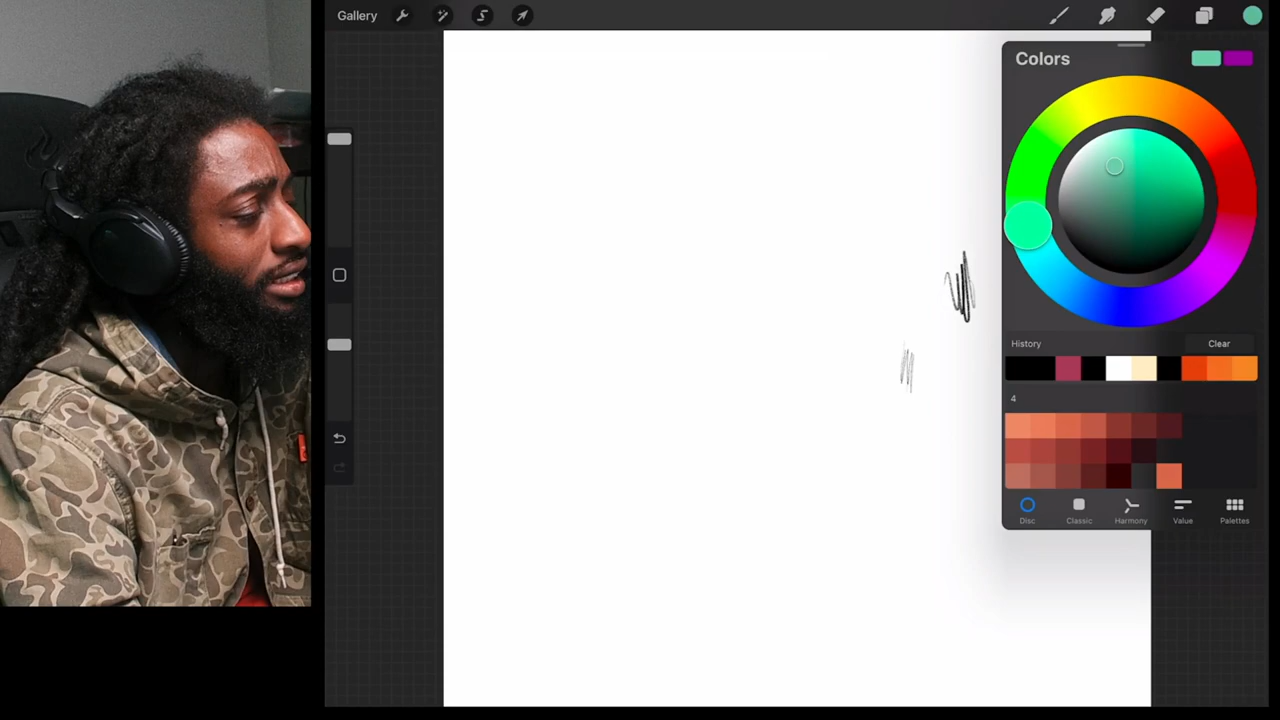 Gallery
Colors
History
Clear
4
Disc
Classic
Harmony
Value
Palettes